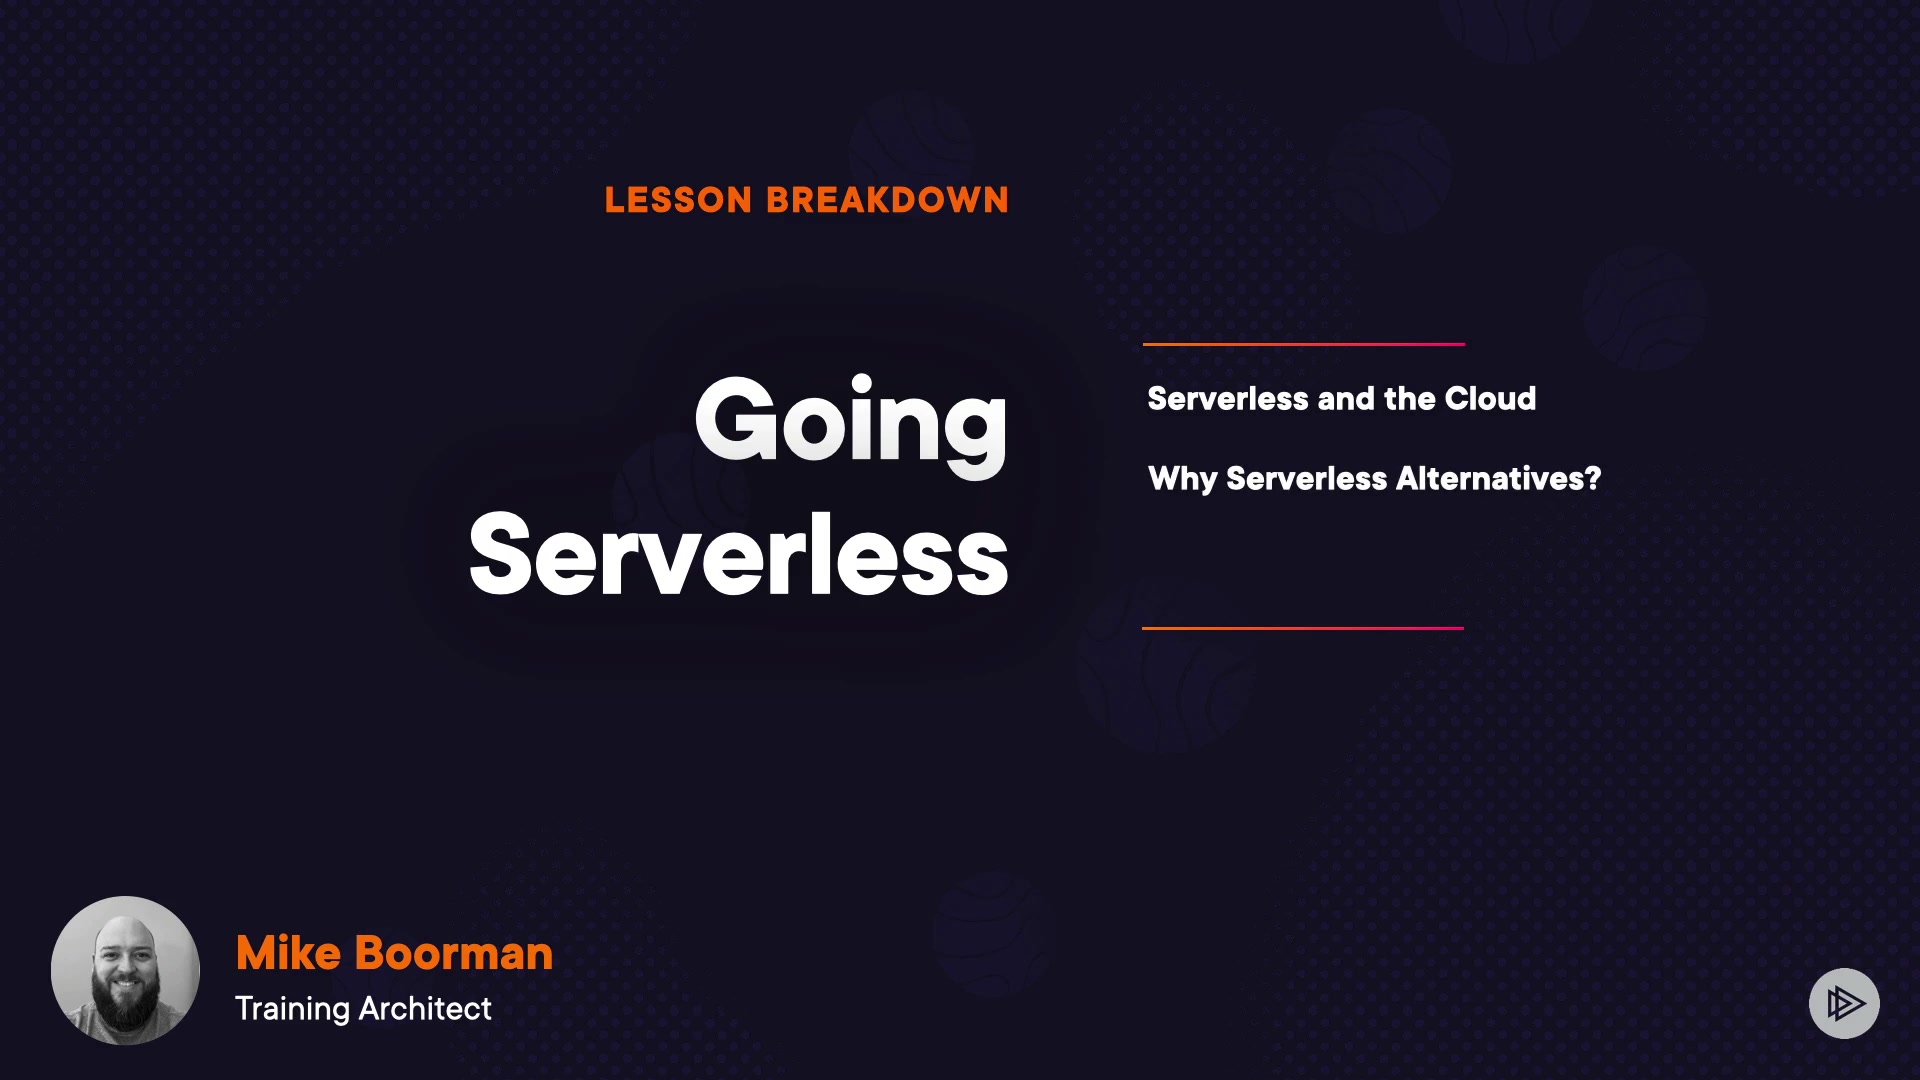 LESSON BREAKDOWN
Going
Serverless
Serverless and the Cloud
Why Serverless Alternatives?
Mike Boorman
Training Architect